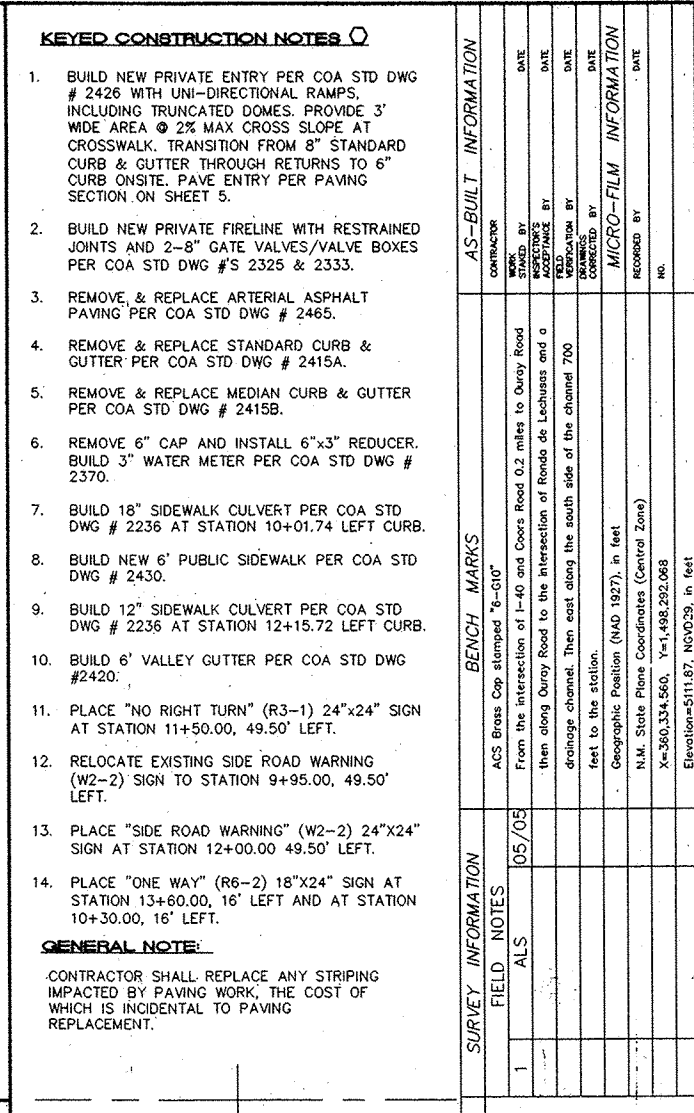 KEYED CONSTRUCTION NOTES
1. BUILD NEW PRIVATE ENTRY PER COA STD DWG
# 2426 WITH UNI-DIRECTIONAL RAMPS,
INCLUDING TRUNCATED DOMES. PROVIDE 3'
WIDE AREA @ 2% MAX CROSS SLOPE AT
CROSSWALK. TRANSITION FROM 8" STANDARD
CURB & GUTTER THROUGH RETURNS TO 6"
CURB ONSITE. PAVE ENTRY PER PAVING
SECTION ON SHEET 5.
2. BUILD NEW PRIVATE FIRELINE WITH RESTRAINED
JOINTS AND 2-8" GATE VALVES/VALVE BOXES
PER COA STD DWG #'S 2325 & 2333.
3. REMOVE & REPLACE ARTERIAL ASPHALT
PAVING PER COA STD DWG # 2465.
4. REMOVE & REPLACE STANDARD CURB &
GUTTER PER COA STD DWG # 2415A.
5. REMOVE & REPLACE MEDIAN CURB & GUTTER
PER COA STD DWG # 2415B.
6. REMOVE 6" CAP AND INSTALL 6"x3" REDUCER.
BUILD 3" WATER METER PER COA STD DWG #
2370.
7. BUILD 18" SIDEWALK CULVERT PER COA STD
DWG # 2236 AT STATION 10+01.74 LEFT CURB.
8. BUILD NEW 6' PUBLIC SIDEWALK PER COA STD
DWG # 2430.
9. BUILD 12" SIDEWALK CULVERT PER COA STD
DWG # 2236 AT STATION 12+15.72 LEFT CURB.
10. BUILD 6' VALLEY GUTTER PER COA STD DWG
#2420.
11. PLACE "NO RIGHT TURN" (R3-1) 24"x24" SIGN
AT STATION 11+50.00, 49.50' LEFT.
12. RELOCATE EXISTING SIDE ROAD WARNING
(W2-2) SIGN TO STATION 9+95.00, 49.50'
LEFT.
13. PLACE "SIDE ROAD WARNING" (W2-2) 24"X24"
SIGN AT STATION 12+00.00 49.50' LEFT.
14. PLACE "ONE WAY" (R6-2) 18"X24" SIGN AT
STATION 13+60.00, 16' LEFT AND AT STATION
10+30.00, 16' LEFT.
GENERAL NOTE:
CONTRACTOR SHALL REPLACE ANY STRIPING
IMPACTED BY PAVING WORK, THE COST OF
WHICH IS INCIDENTAL TO PAVING
REPLACEMENT.
SURVEY INFORMATION
FIELD NOTES
1 ALS 05/05
BENCH MARKS
ACS Brass Cap stamped "6-G10"
From the intersection of I-40 and Coors Road 0.2 miles to Ouray Road
then along Ouray Road to the intersection of Ronda de Lechusas and a
drainage channel. Then east along the south side of the channel 700
feet to the station.
Geographic Position (NAD 1927), in feet
N.M. State Plane Coordinates (Central Zone)
X=360,334.560, Y=1,498,292.068
Elevation=5111.87, NGVD29, in feet
AS-BUILT INFORMATION
CONTRACTOR
WORK
STAKED BY DATE
INSPECTOR'S
ACCEPTANCE BY DATE
FIELD
VERIFICATION BY DATE
DRAWINGS
CORRECTED BY DATE
MICRO-FILM INFORMATION
RECORDED BY DATE
NO.